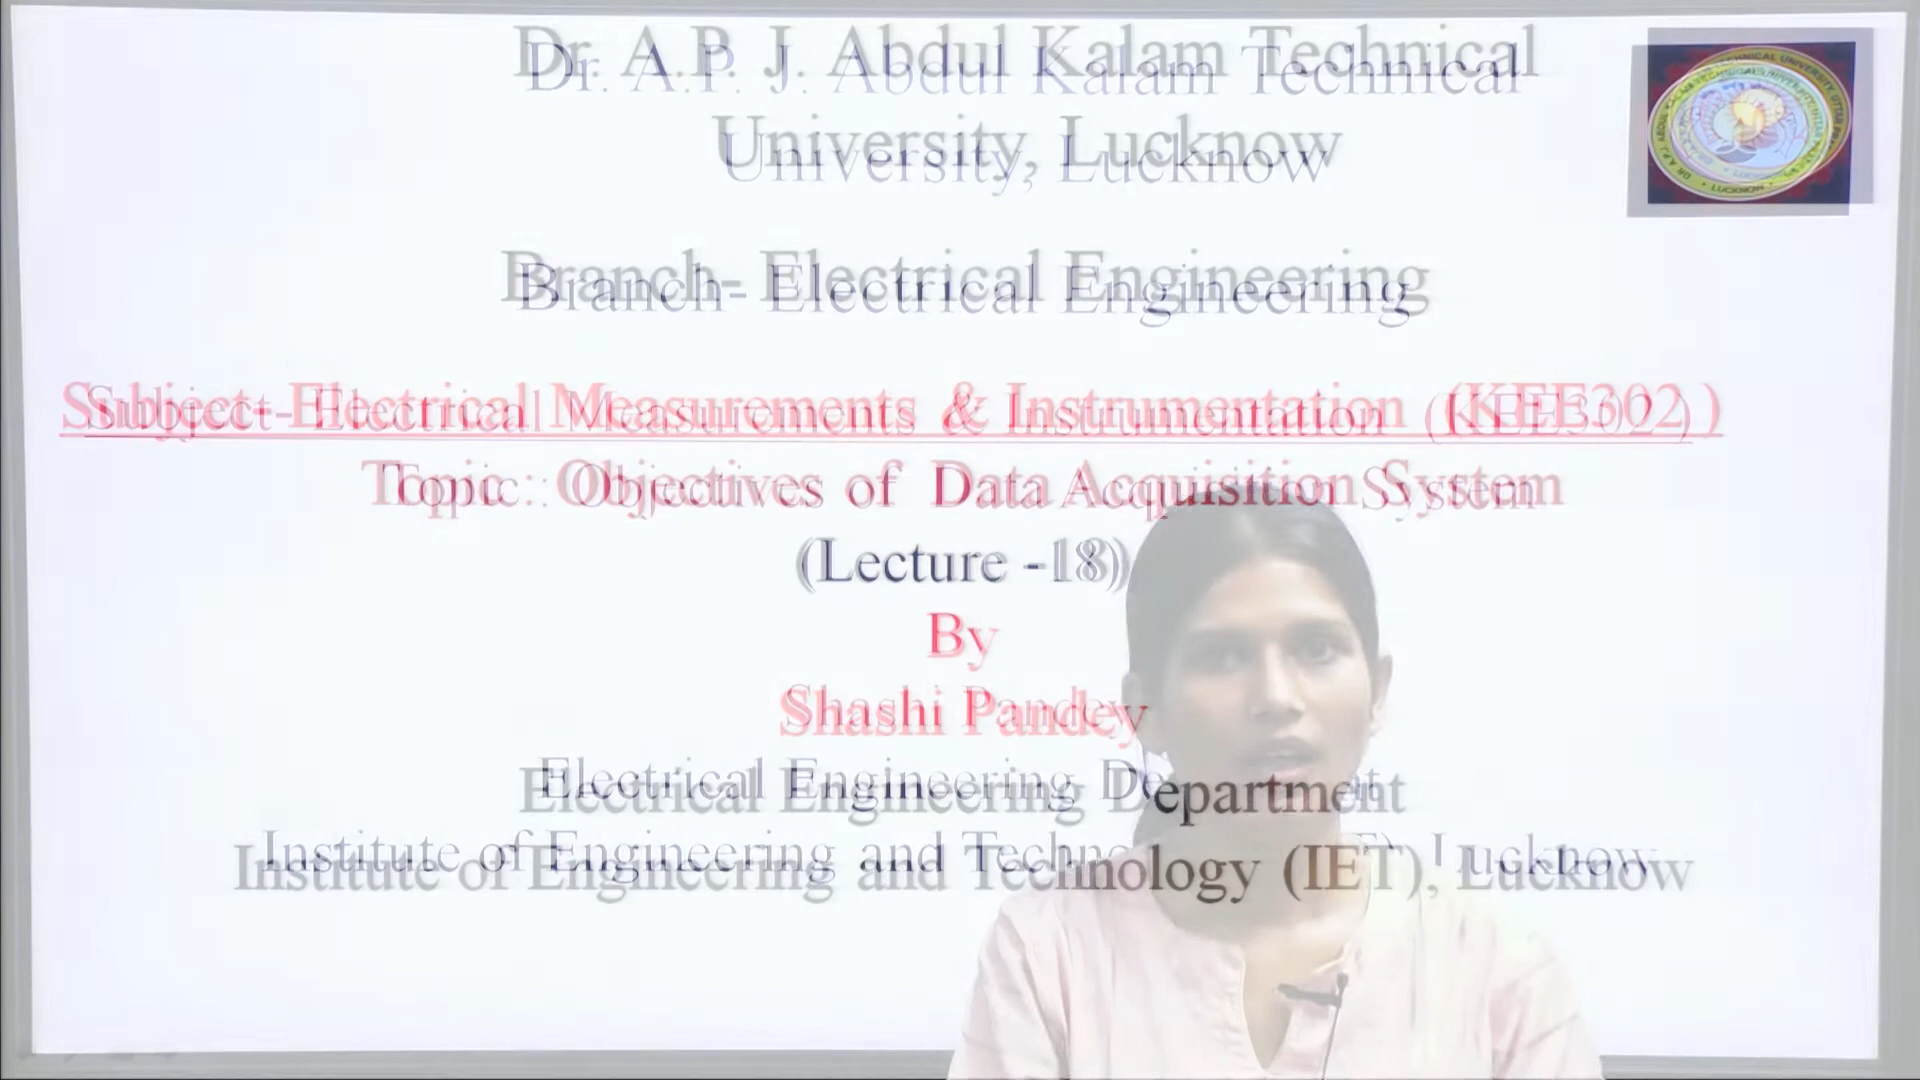 Dr. A.P. J. Abdul Kalam Technical
University, Lucknow
Branch- Electrical Engineering
Subject- Electrical Measurements & Instrumentation (KEE302 )
Topic : Objectives of Data Acquisition System
(Lecture -18)
By
Shashi Pandey
Electrical Engineering Department
Institute of Engineering and Technology (IET), Lucknow
LUCKNOW